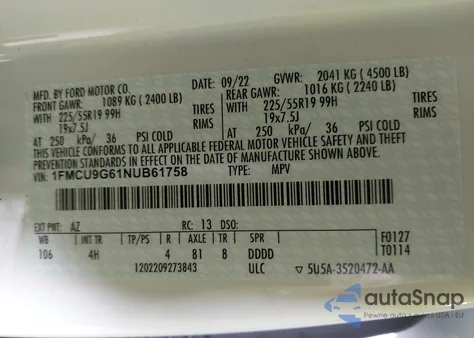 MFD. BY FORD MOTOR CO. DATE: 09/22 GVWR: 2041 KG (4500 LB)
FRONT GAWR: 1089 KG (2400 LB) REAR GAWR: 1016 KG (2240 LB)
WITH 225/55R19 99H TIRES WITH 225/55R19 99H TIRES
19x7.5J RIMS 19x7.5J RIMS
AT 250 kPa/ 36 PSI COLD AT 250 kPa/ 36 PSI COLD
THIS VEHICLE CONFORMS TO ALL APPLICABLE FEDERAL MOTOR VEHICLE SAFETY AND THEFT
PREVENTION STANDARDS IN EFFECT ON THE DATE OF MANUFACTURE SHOWN ABOVE.
VIN: 1FMCU9G61NUB61758 TYPE: MPV
EXT PNT: AZ RC: 13 DSO:
WB INT TR TP/PS R AXLE TR SPR F0127
106 4H 4 81 8 DDDD T0114
1202209273843 ULC ▽ 5U5A-3520472-AA
autoSnap
Pewne auto z USA i EU